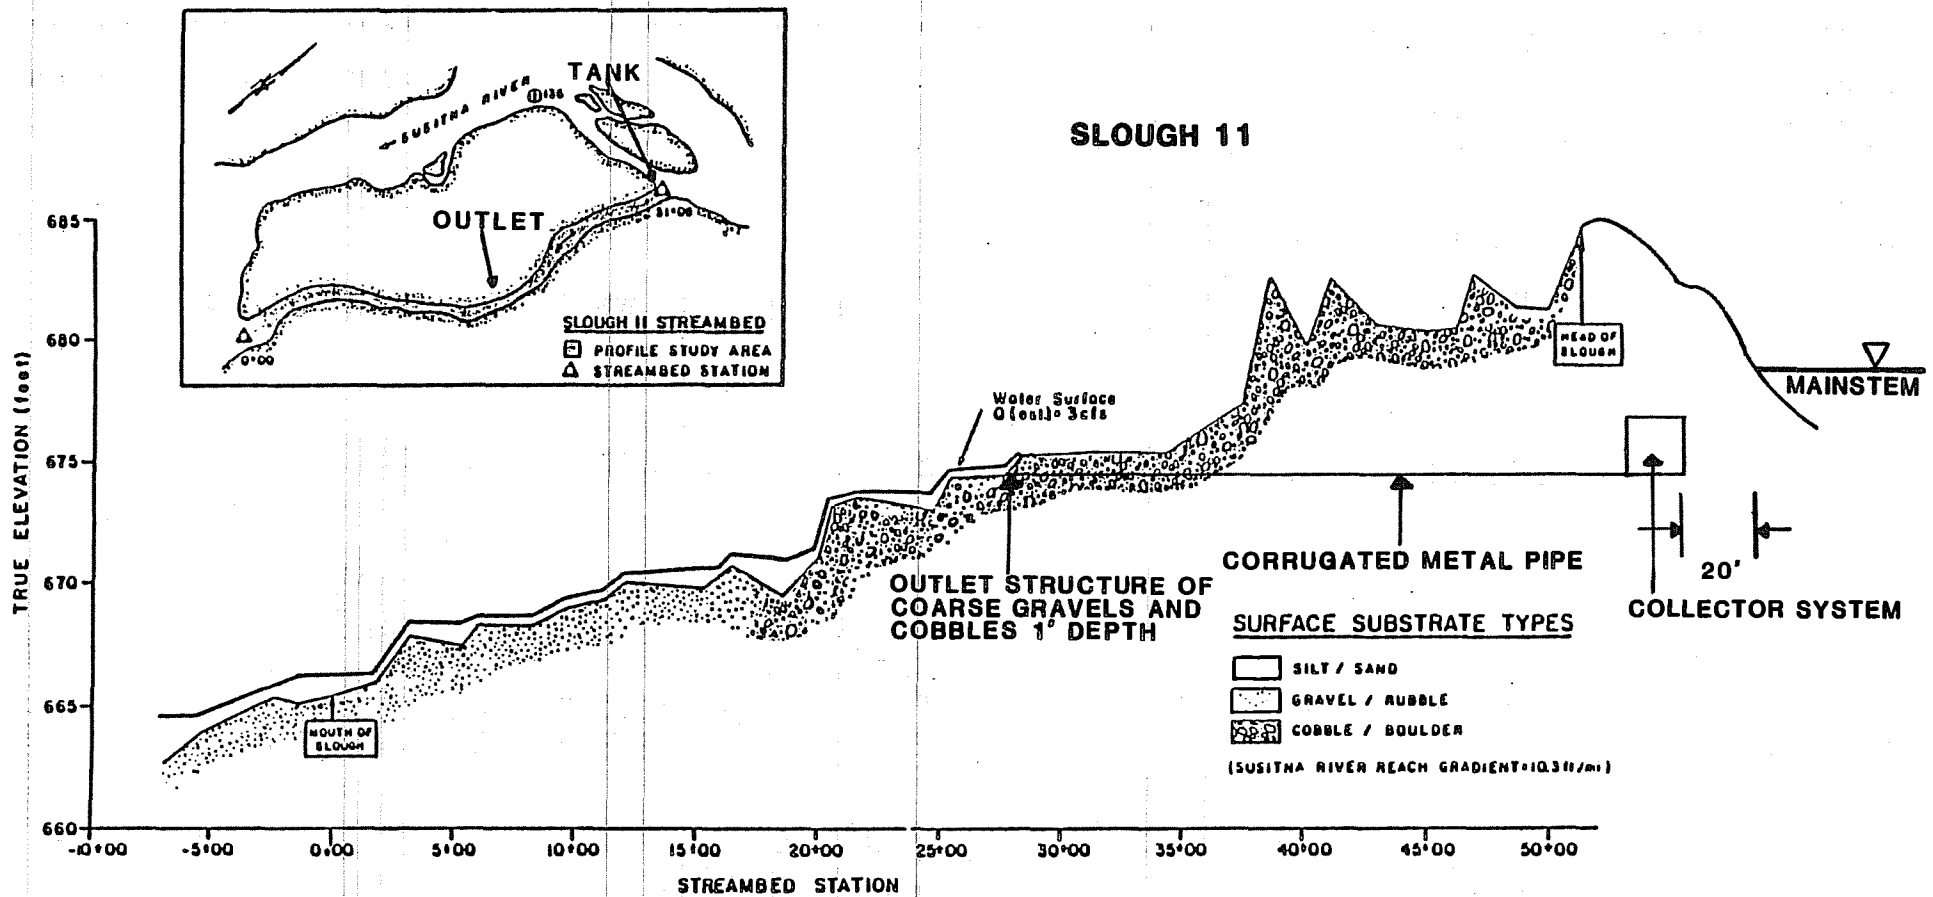 TANK
SUSITNA RIVER
136
OUTLET
0+00
SLOUGH 11 STREAMBED
PROFILE STUDY AREA
STREAMBED STATION
SLOUGH 11
TRUE ELEVATION (feet)
685
680
675
670
665
660
Water Surface
Q(est.)= 3cfs
HEAD OF
SLOUGH
MAINSTEM
MOUTH OF
SLOUGH
OUTLET STRUCTURE OF
COARSE GRAVELS AND
COBBLES 1' DEPTH
CORRUGATED METAL PIPE
20'
COLLECTOR SYSTEM
SURFACE SUBSTRATE TYPES
SILT / SAND
GRAVEL / RUBBLE
COBBLE / BOULDER
(SUSITNA RIVER REACH GRADIENT=10.3 ft/mi)
-10+00 -5+00 0+00 5+00 10+00 15+00 20+00 25+00 30+00 35+00 40+00 45+00 50+00
STREAMBED STATION